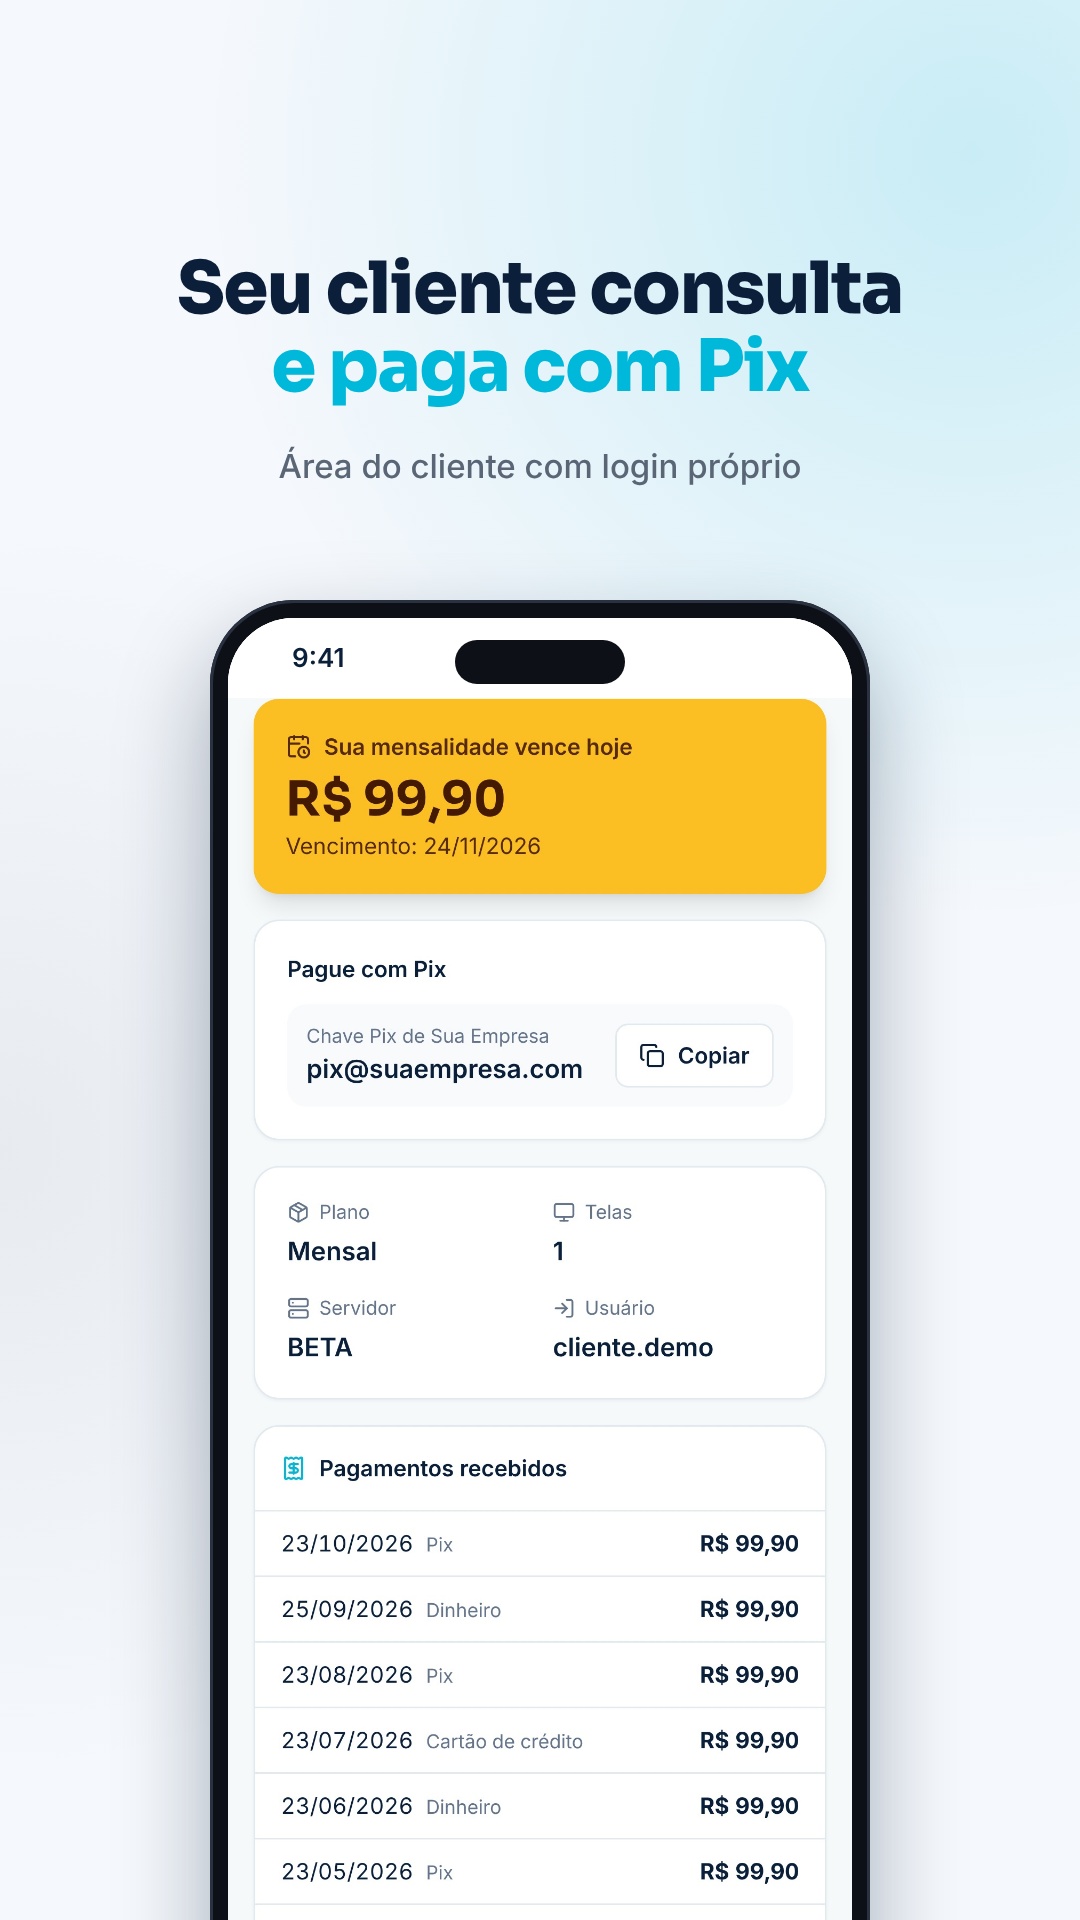 Seu cliente consulta
e paga com Pix
Área do cliente com login próprio
9:41
Sua mensalidade vence hoje
R$ 99,90
Vencimento: 24/11/2026
Pague com Pix
Chave Pix de Sua Empresa
pix@suaempresa.com
Copiar
Plano
Mensal
Telas
1
Servidor
BETA
Usuário
cliente.demo
Pagamentos recebidos
23/10/2026 Pix R$ 99,90
25/09/2026 Dinheiro R$ 99,90
23/08/2026 Pix R$ 99,90
23/07/2026 Cartão de crédito R$ 99,90
23/06/2026 Dinheiro R$ 99,90
23/05/2026 Pix R$ 99,90